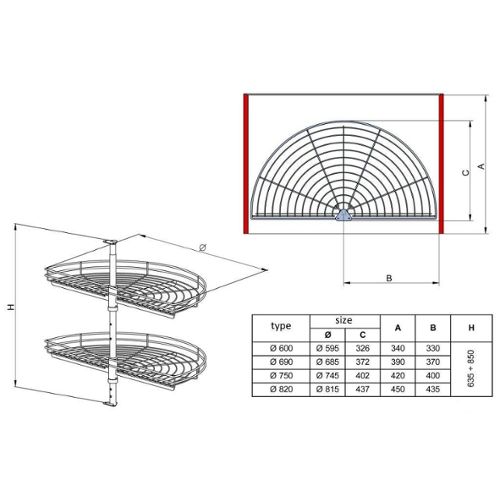 A
C
B
Ø
H
type size A B H
Ø C
Ø 600 Ø 595 326 340 330
Ø 690 Ø 685 372 390 370
Ø 750 Ø 745 402 420 400
Ø 820 Ø 815 437 450 435
635 ÷ 850